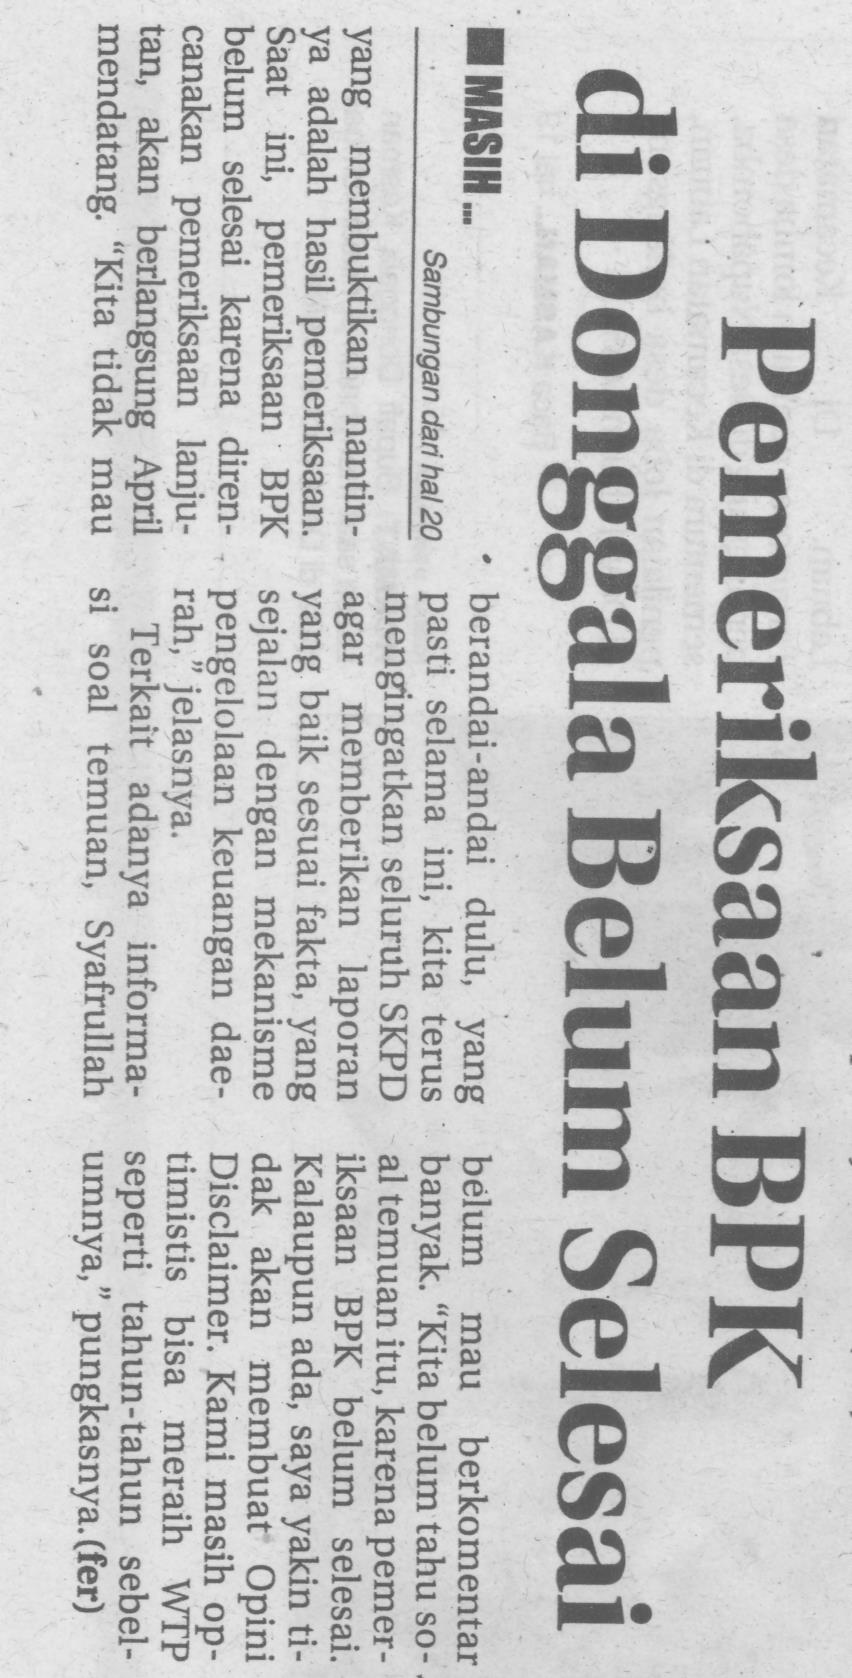 Pemeriksaan BPK
di Donggala Belum Selesai
■ MASIH ...
Sambungan dari hal 20
yang membuktikan nantin-
ya adalah hasil pemeriksaan.
Saat ini, pemeriksaan BPK
belum selesai karena diren-
canakan pemeriksaan lanju-
tan, akan berlangsung April
mendatang. “Kita tidak mau
berandai-andai dulu, yang
pasti selama ini, kita terus
mengingatkan seluruh SKPD
agar memberikan laporan
yang baik sesuai fakta, yang
sejalan dengan mekanisme
pengelolaan keuangan dae-
rah,” jelasnya.
Terkait adanya informa-
si soal temuan, Syafrullah
belum mau berkomentar
banyak. “Kita belum tahu so-
al temuan itu, karena pemer-
iksaan BPK belum selesai.
Kalaupun ada, saya yakin ti-
dak akan membuat Opini
Disclaimer. Kami masih op-
timistis bisa meraih WTP
seperti tahun-tahun sebel-
umnya,” pungkasnya.(fer)